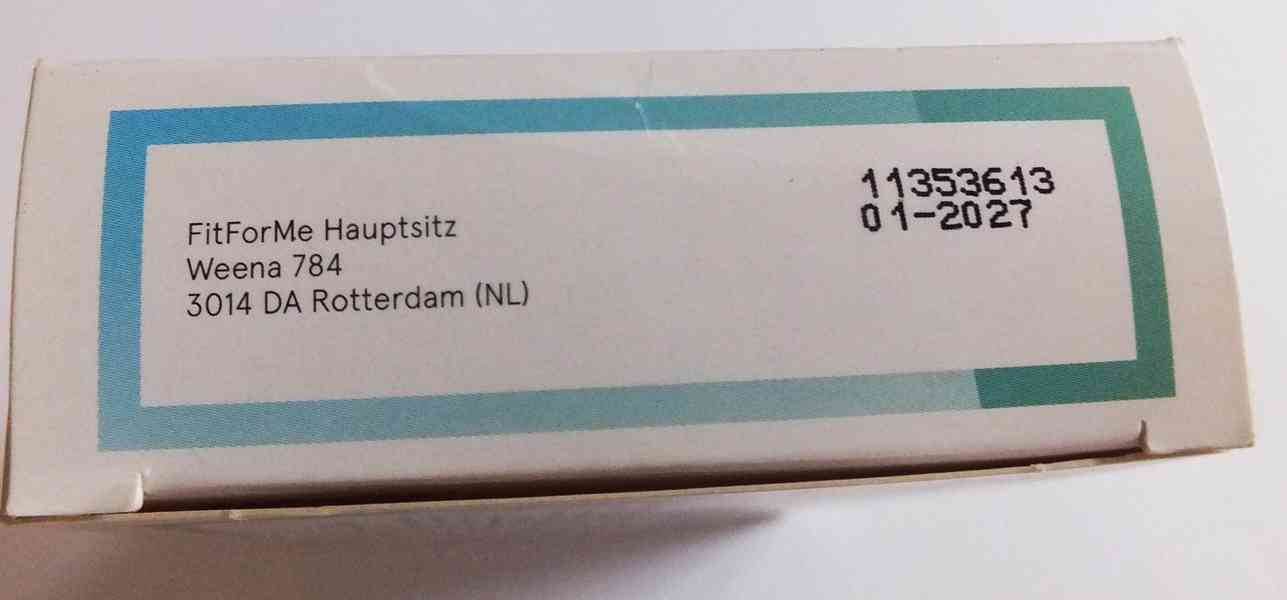 FitForMe Hauptsitz
Weena 784
3014 DA Rotterdam (NL)
11353613
01-2027